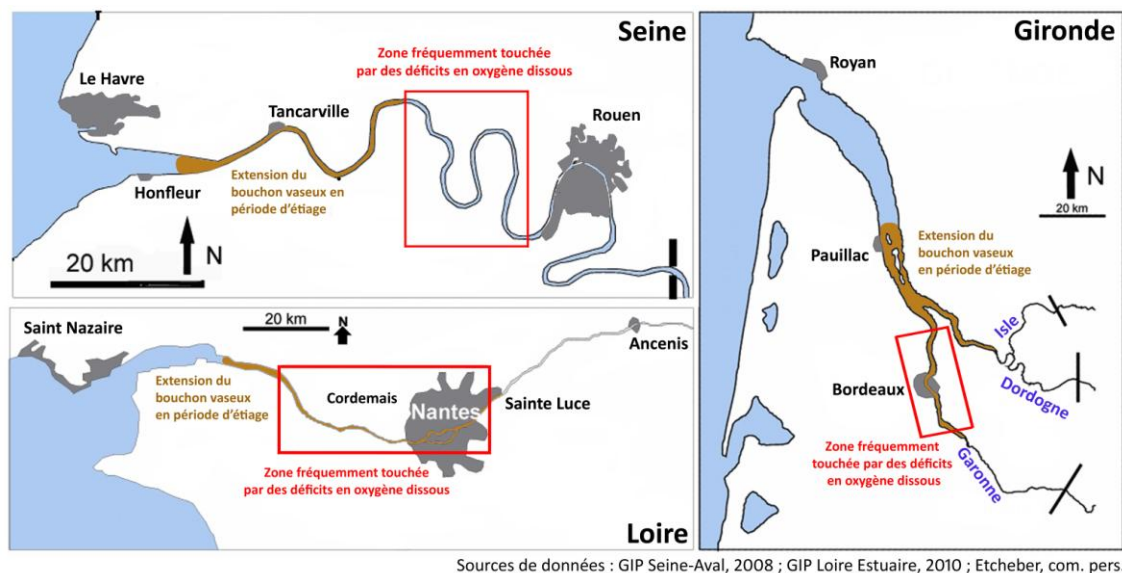 Seine
Zone fréquemment touchée
par des déficits en oxygène dissous
Le Havre
Tancarville
Rouen
Honfleur
Extension du
bouchon vaseux en
période d'étiage
N
20 km
Saint Nazaire
20 km
N
Ancenis
Extension du
bouchon vaseux
en période d'étiage
Cordemais
Nantes
Sainte Luce
Zone fréquemment touchée
par des déficits en oxygène dissous
Loire
Gironde
Royan
N
20 km
Pauillac
Extension du
bouchon vaseux
en période d'étiage
Isle
Dordogne
Bordeaux
Garonne
Zone fréquemment
touchée par des déficits
en oxygène dissous
Sources de données : GIP Seine-Aval, 2008 ; GIP Loire Estuaire, 2010 ; Etcheber, com. pers.